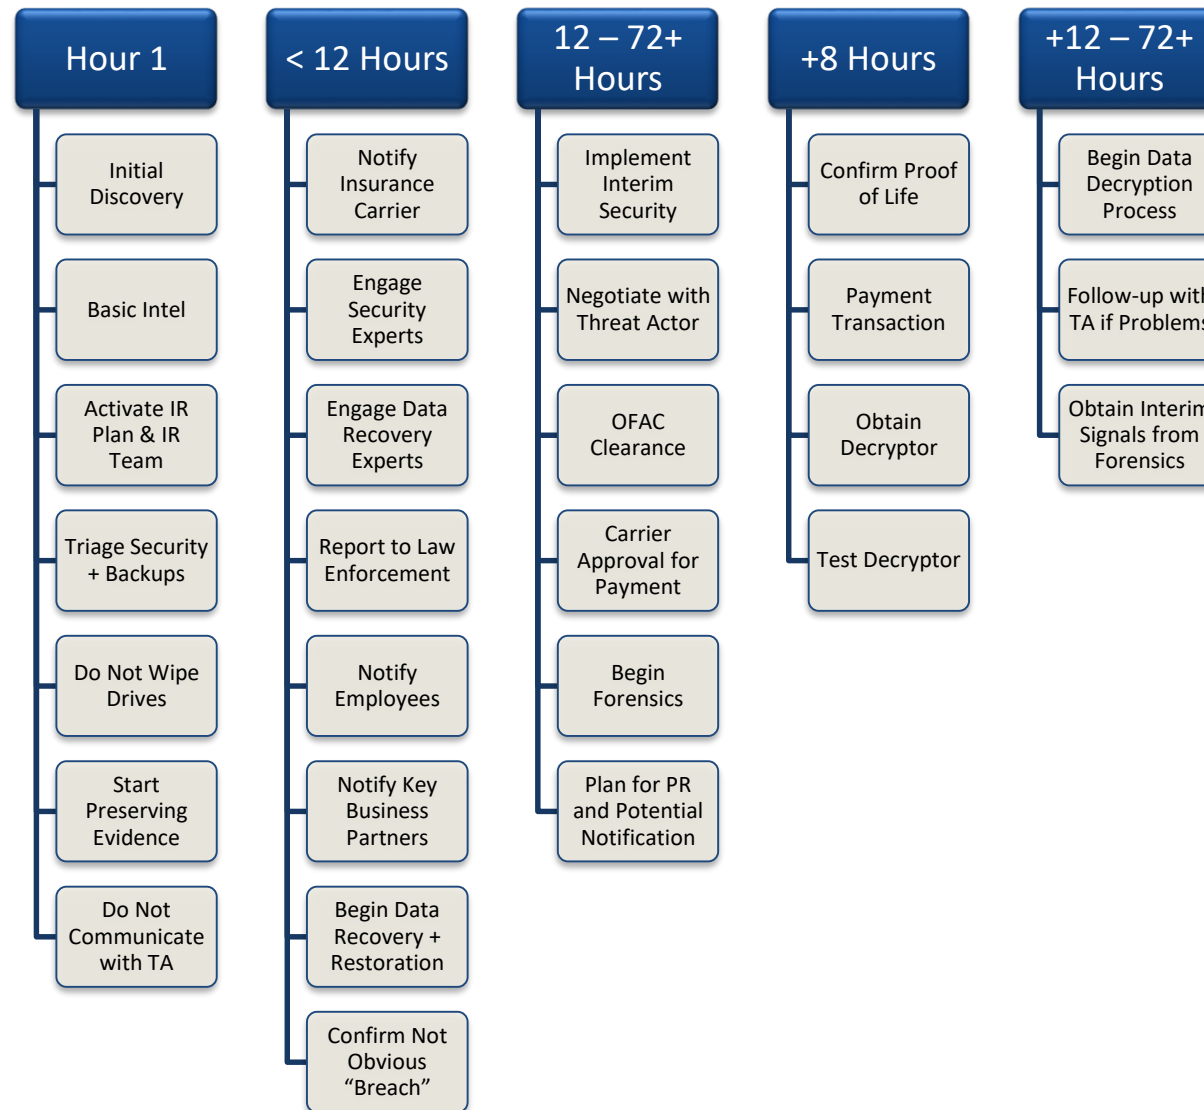 Hour 1
Initial
Discovery
Basic Intel
Activate IR
Plan & IR
Team
Triage Security
+ Backups
Do Not Wipe
Drives
Start
Preserving
Evidence
Do Not
Communicate
with TA
< 12 Hours
Notify
Insurance
Carrier
Engage
Security
Experts
Engage Data
Recovery
Experts
Report to Law
Enforcement
Notify
Employees
Notify Key
Business
Partners
Begin Data
Recovery +
Restoration
Confirm Not
Obvious
“Breach”
12 – 72+
Hours
Implement
Interim
Security
Negotiate with
Threat Actor
OFAC
Clearance
Carrier
Approval for
Payment
Begin
Forensics
Plan for PR
and Potential
Notification
+8 Hours
Confirm Proof
of Life
Payment
Transaction
Obtain
Decryptor
Test Decryptor
+12 – 72+
Hours
Begin Data
Decryption
Process
Follow-up with
TA if Problems
Obtain Interim
Signals from
Forensics